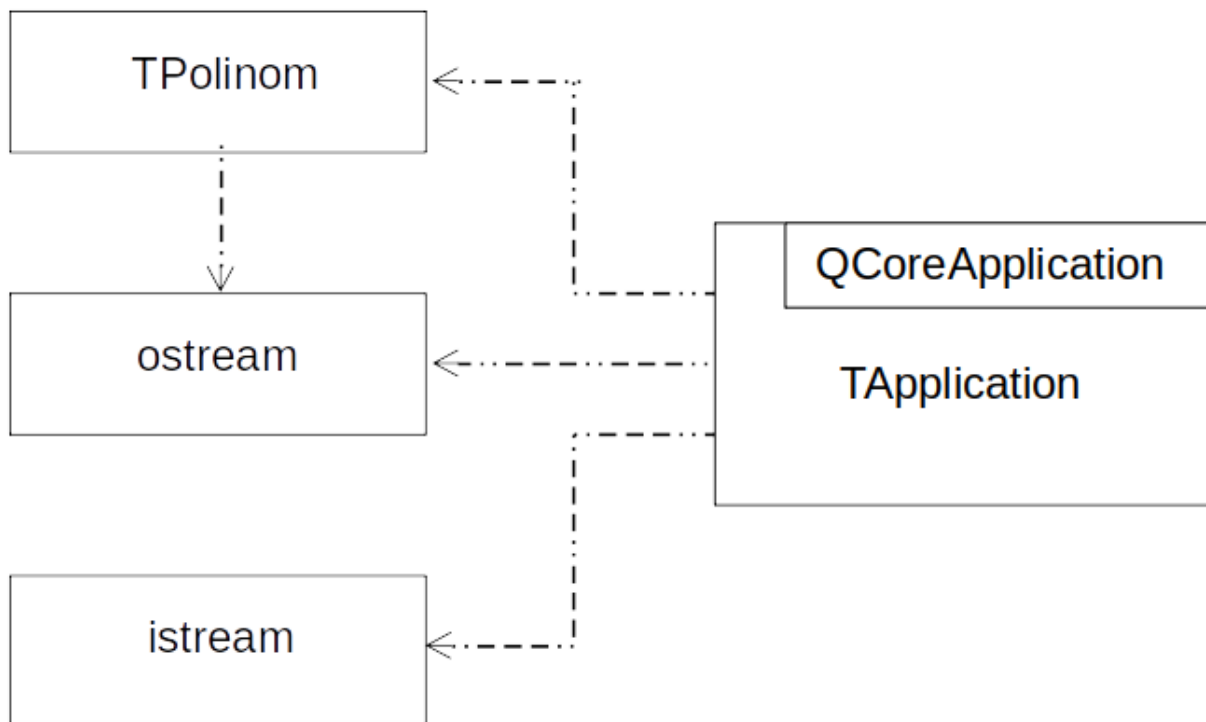 TPolinom
QCoreApplication
ostream
TApplication
istream